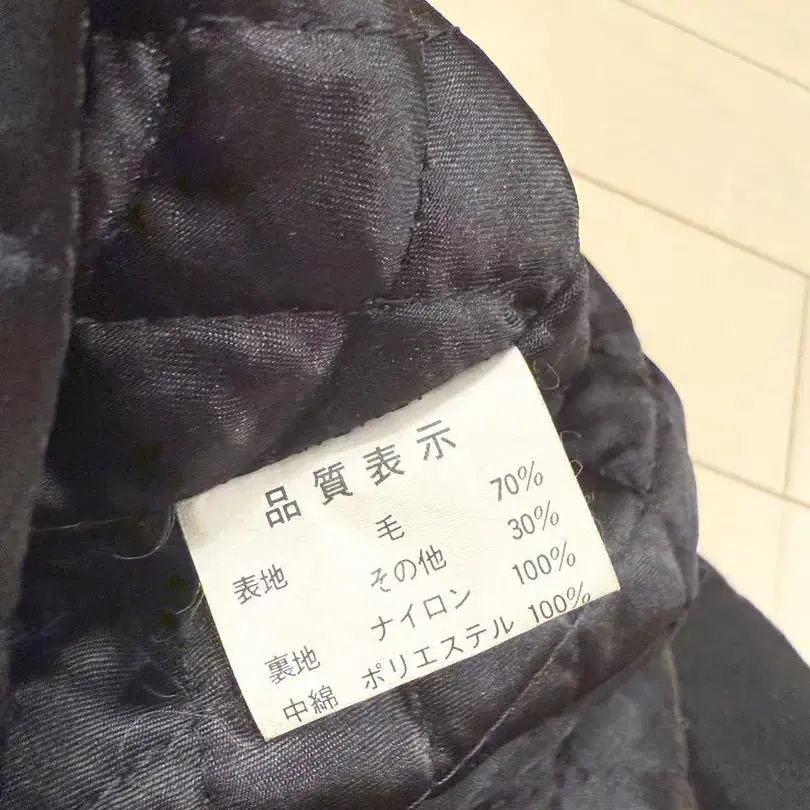 品質表示
表地 毛 70%
その他 30%
裏地 ナイロン 100%
中綿 ポリエステル 100%